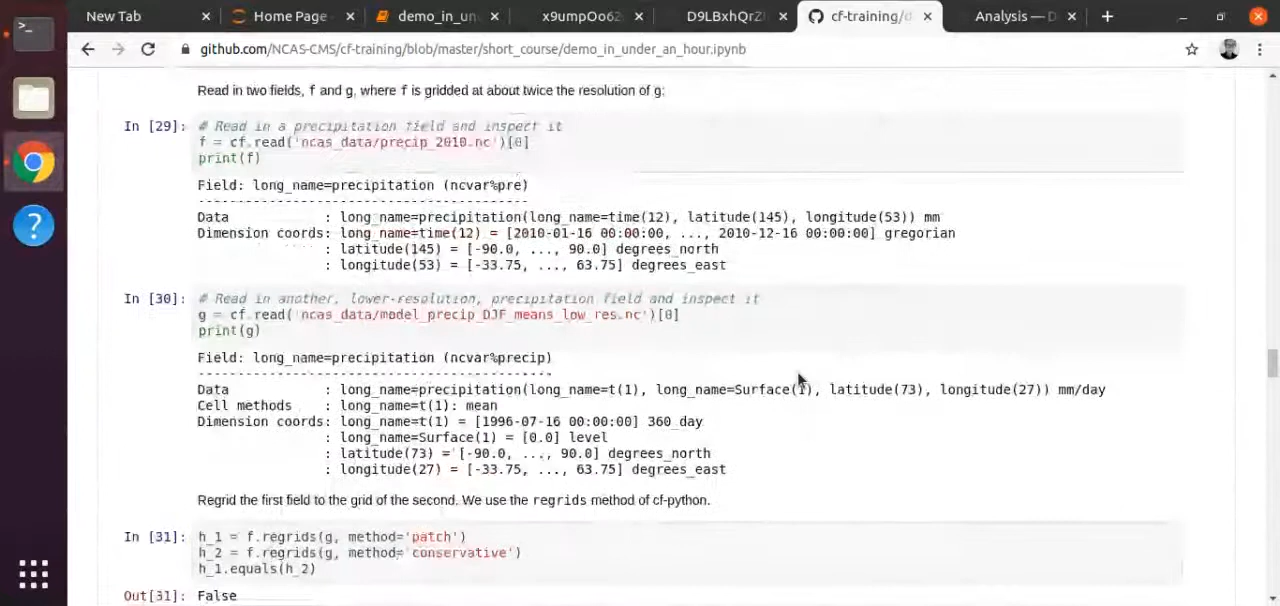 New Tab
Home Page -
demo_in_un
x9umpOo62
D9LBxhQrZ
cf-training/d
Analysis — D
github.com/NCAS-CMS/cf-training/blob/master/short_course/demo_in_under_an_hour.ipynb
Read in two fields, f and g, where f is gridded at about twice the resolution of g:
In [29]: # Read in a precipitation field and inspect it
f = cf.read('ncas_data/precip_2010.nc')[0]
print(f)
Field: long_name=precipitation (ncvar%pre)
-----------------------------------------
Data : long_name=precipitation(long_name=time(12), latitude(145), longitude(53)) mm
Dimension coords: long_name=time(12) = [2010-01-16 00:00:00, ..., 2010-12-16 00:00:00] gregorian
: latitude(145) = [-90.0, ..., 90.0] degrees_north
: longitude(53) = [-33.75, ..., 63.75] degrees_east
In [30]: # Read in another, lower-resolution, precipitation field and inspect it
g = cf.read('ncas_data/model_precip_DJF_means_low_res.nc')[0]
print(g)
Field: long_name=precipitation (ncvar%precip)
--------------------------------------------
Data : long_name=precipitation(long_name=t(1), long_name=Surface(1), latitude(73), longitude(27)) mm/day
Cell methods : long_name=t(1): mean
Dimension coords: long_name=t(1) = [1996-07-16 00:00:00] 360_day
: long_name=Surface(1) = [0.0] level
: latitude(73) = [-90.0, ..., 90.0] degrees_north
: longitude(27) = [-33.75, ..., 63.75] degrees_east
Regrid the first field to the grid of the second. We use the regrids method of cf-python.
In [31]: h_1 = f.regrids(g, method='patch')
h_2 = f.regrids(g, method='conservative')
h_1.equals(h_2)
Out[31]: False